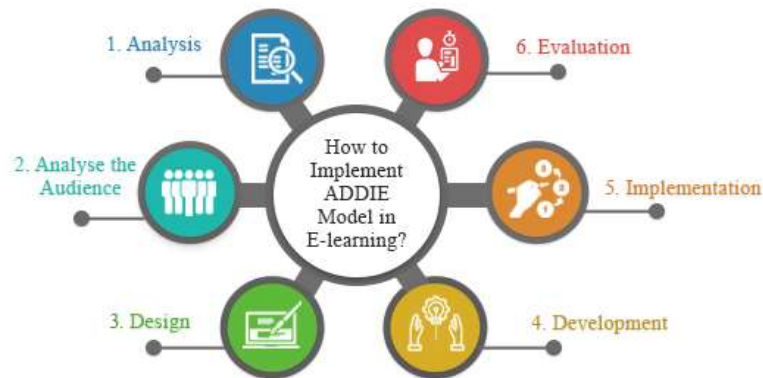 1. Analysis
2. Analyse the
Audience
3. Design
How to
Implement
ADDIE
Model in
E-learning?
6. Evaluation
5. Implementation
4. Development